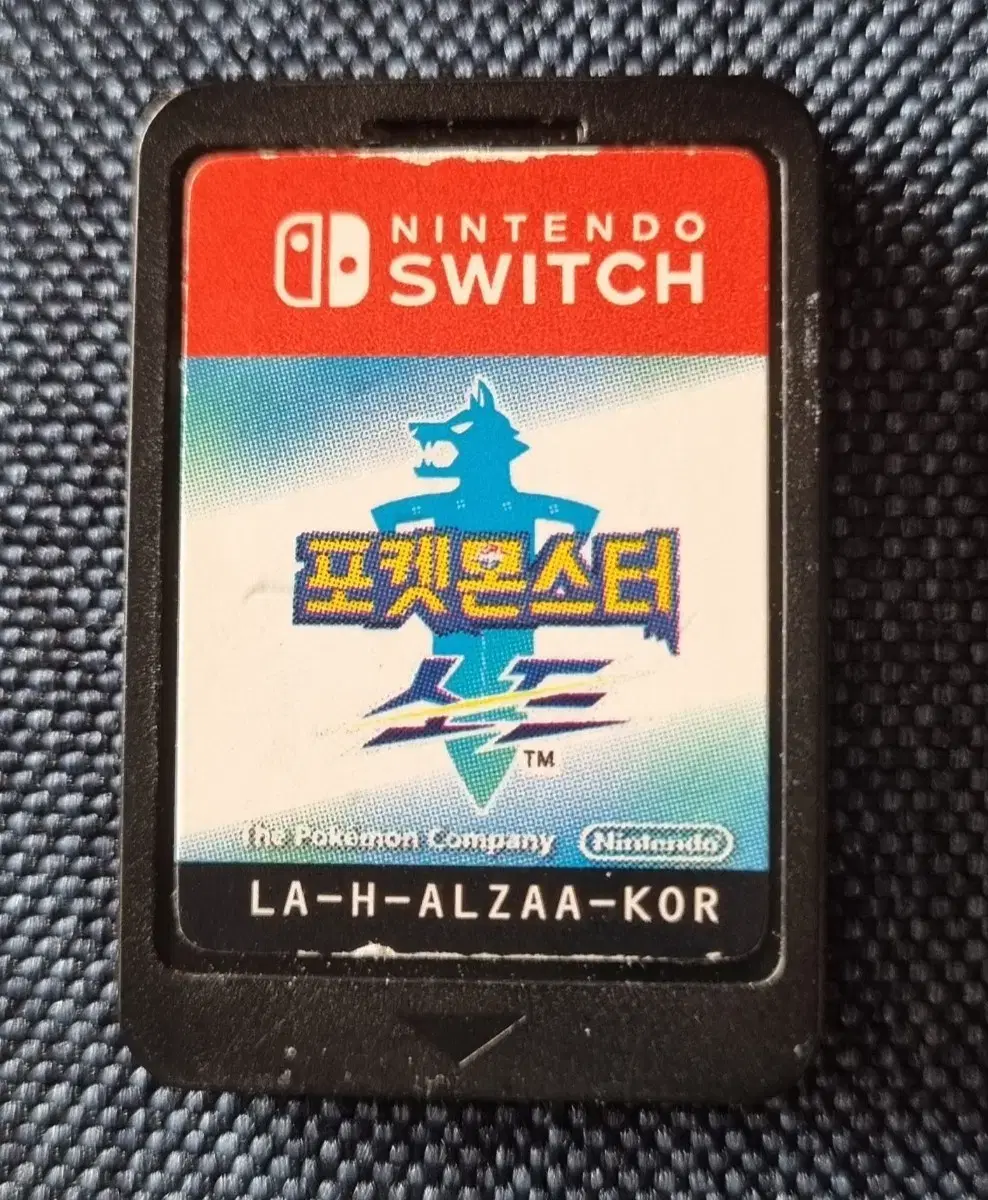 NINTENDO
SWITCH
포켓몬스터
소드
TM
The Pokémon Company Nintendo
LA-H-ALZAA-KOR